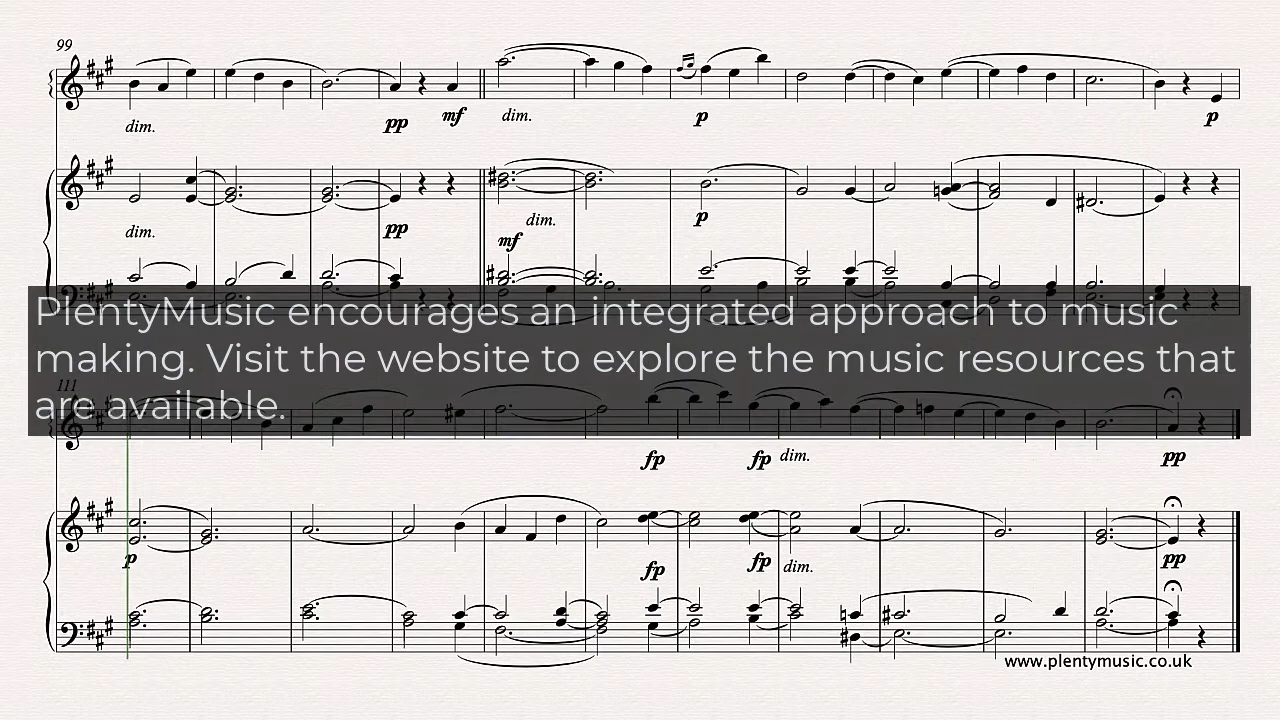 99
dim. pp mf dim. p p
dim. pp mf dim. p
PlentyMusic encourages an integrated approach to music
making. Visit the website to explore the music resources that
are available.
111
fp fp dim. pp
p fp fp dim. pp
www.plentymusic.co.uk